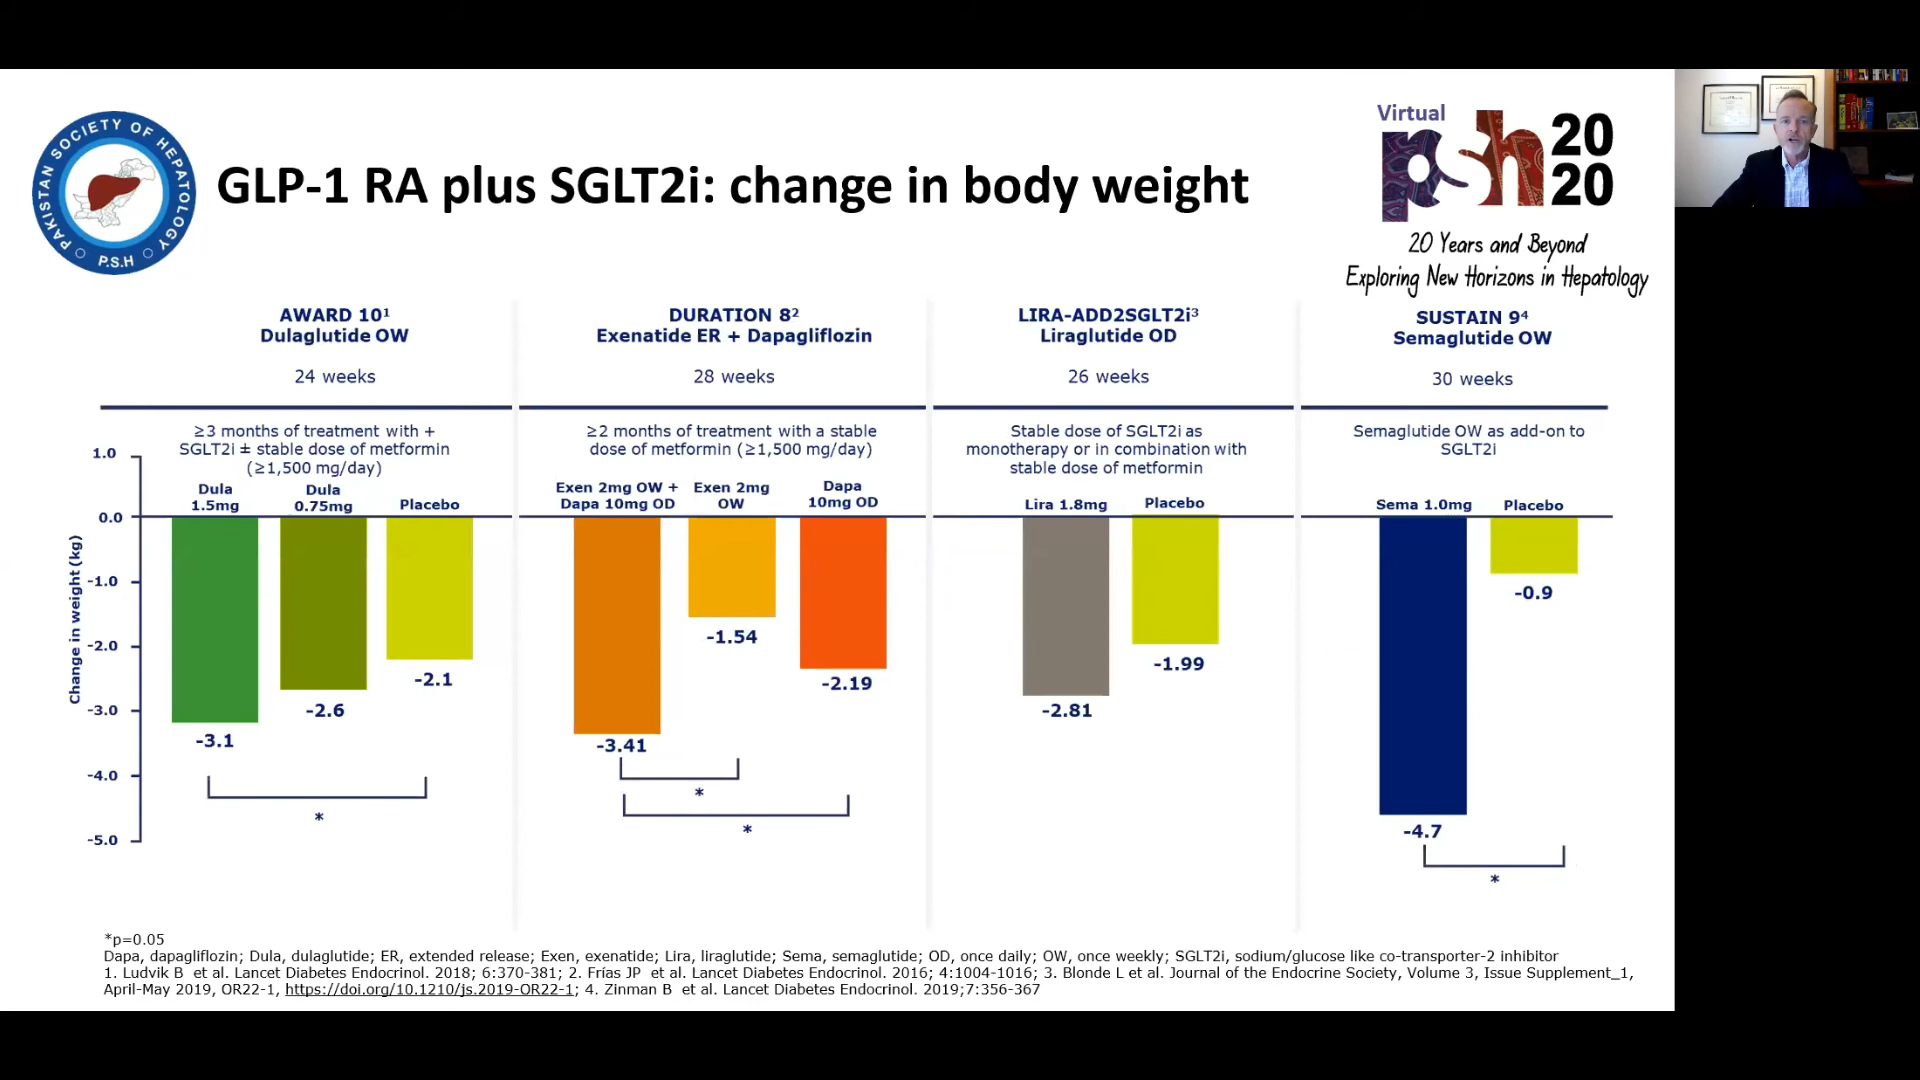 PAKISTAN SOCIETY OF HEPATOLOGY
P.S.H
GLP-1 RA plus SGLT2i: change in body weight
Virtual
psh 20
20
20 Years and Beyond
Exploring New Horizons in Hepatology
AWARD 10¹
Dulaglutide OW
24 weeks
≥3 months of treatment with +
SGLT2i ± stable dose of metformin
(≥1,500 mg/day)
Dula
1.5mg
Dula
0.75mg
Placebo
-3.1
-2.6
-2.1
*
DURATION 8²
Exenatide ER + Dapagliflozin
28 weeks
≥2 months of treatment with a stable
dose of metformin (≥1,500 mg/day)
Exen 2mg OW +
Dapa 10mg OD
Exen 2mg
OW
Dapa
10mg OD
-3.41
-1.54
-2.19
*
*
LIRA-ADD2SGLT2i³
Liraglutide OD
26 weeks
Stable dose of SGLT2i as
monotherapy or in combination with
stable dose of metformin
Lira 1.8mg
Placebo
-2.81
-1.99
SUSTAIN 9⁴
Semaglutide OW
30 weeks
Semaglutide OW as add-on to
SGLT2i
Sema 1.0mg
Placebo
-4.7
-0.9
*
Change in weight (kg)
1.0
0.0
-1.0
-2.0
-3.0
-4.0
-5.0
*p=0.05
Dapa, dapagliflozin; Dula, dulaglutide; ER, extended release; Exen, exenatide; Lira, liraglutide; Sema, semaglutide; OD, once daily; OW, once weekly; SGLT2i, sodium/glucose like co-transporter-2 inhibitor
1. Ludvik B et al. Lancet Diabetes Endocrinol. 2018; 6:370-381; 2. Frías JP et al. Lancet Diabetes Endocrinol. 2016; 4:1004-1016; 3. Blonde L et al. Journal of the Endocrine Society, Volume 3, Issue Supplement_1,
April-May 2019, OR22-1, https://doi.org/10.1210/js.2019-OR22-1; 4. Zinman B et al. Lancet Diabetes Endocrinol. 2019;7:356-367